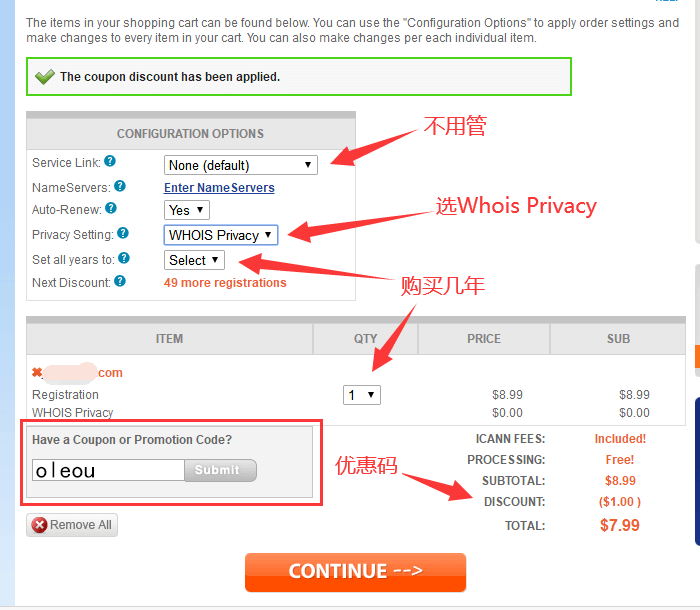 The items in your shopping cart can be found below. You can use the "Configuration Options" to apply order settings and
make changes to every item in your cart. You can also make changes per each individual item.
The coupon discount has been applied.
CONFIGURATION OPTIONS
不用管
Service Link: ? None (default)
NameServers: ? Enter NameServers
Auto-Renew: ? Yes
选Whois Privacy
Privacy Setting: ? WHOIS Privacy
Set all years to: ? Select
购买几年
Next Discount: ? 49 more registrations
ITEM QTY PRICE SUB
com
Registration 1 $8.99 $8.99
WHOIS Privacy $0.00 $0.00
Have a Coupon or Promotion Code?
oleou Submit
优惠码
ICANN FEES: Included!
PROCESSING: Free!
SUBTOTAL: $8.99
DISCOUNT: ($1.00 )
TOTAL: $7.99
Remove All
CONTINUE -->